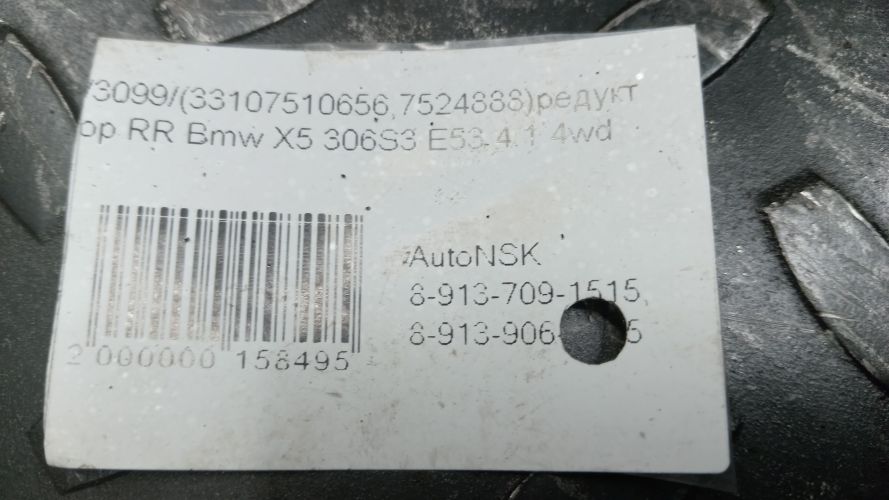 73099/(33107510656,7524888)редукт
ор RR Bmw X5 306S3 E53 4.1 4wd
AutoNSK
8-913-709-1515,
2 000000 158495